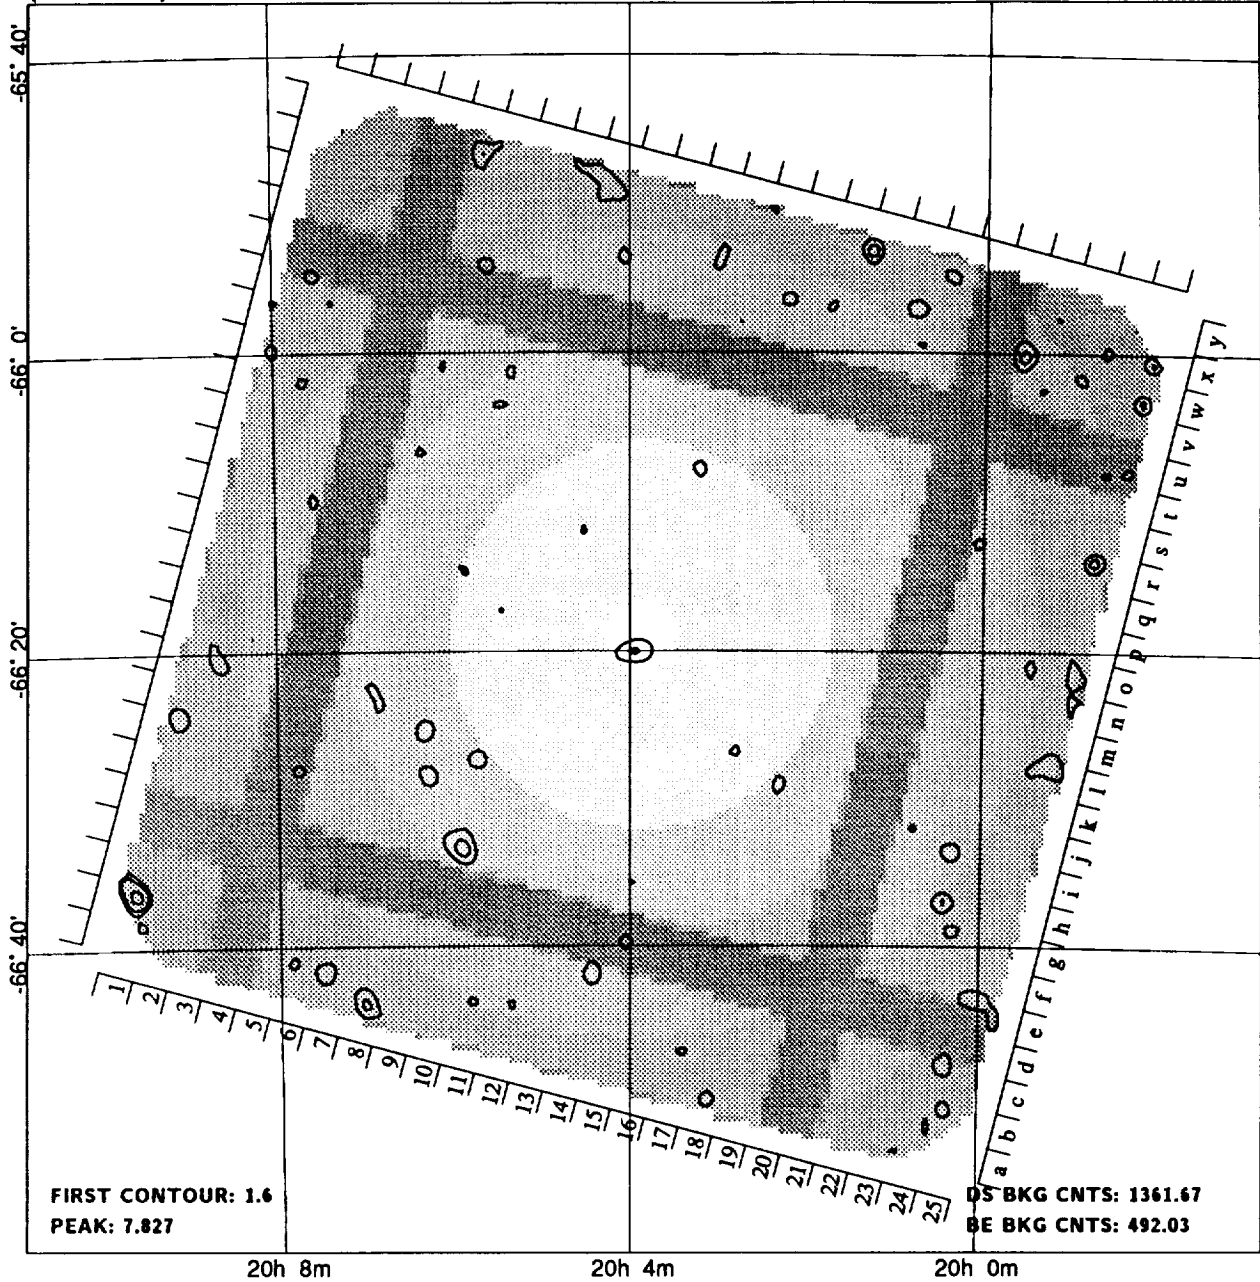 -65° 40'
-66° 0'
-66° 20'
-66° 40'
y
x
w
v
u
t
s
r
q
p
o
n
m
l
k
j
i
h
g
f
e
d
c
b
a
1 2 3 4 5 6 7 8 9 10 11 12 13 14 15 16 17 18 19 20 21 22 23 24 25
FIRST CONTOUR: 1.6
PEAK: 7.827
DS BKG CNTS: 1361.67
BE BKG CNTS: 492.03
20h 8m 20h 4m 20h 0m